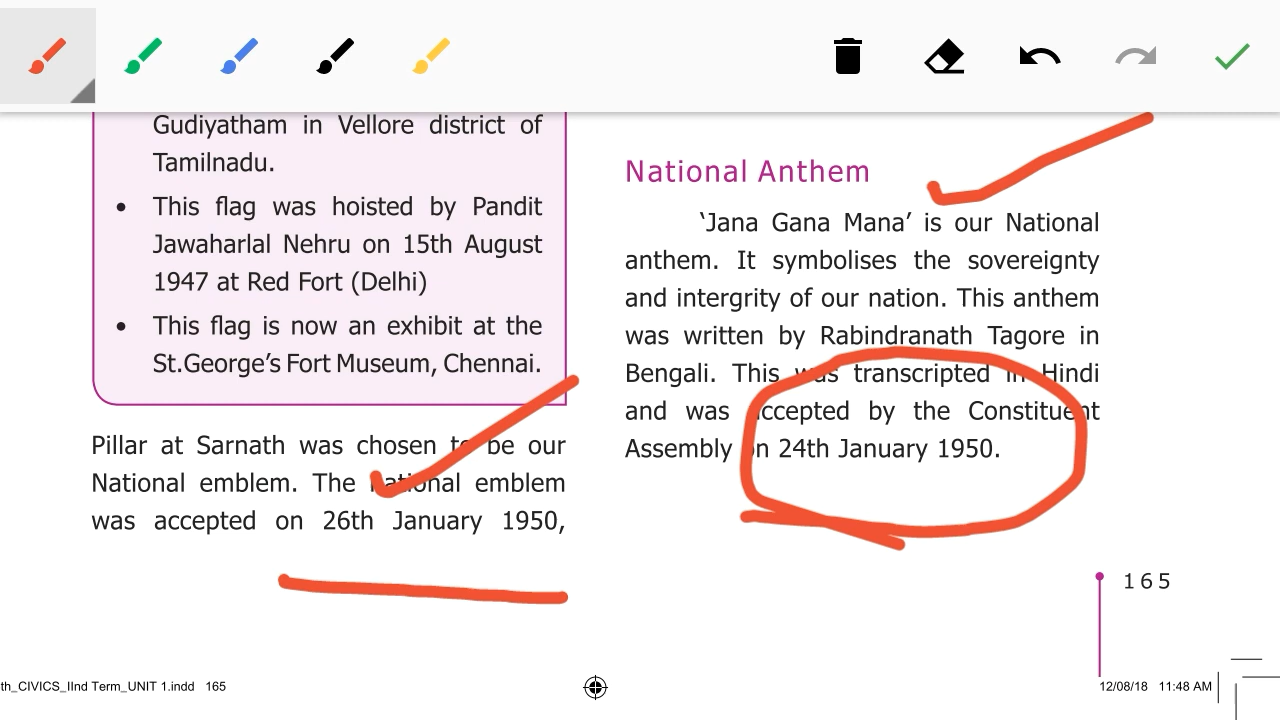 Gudiyatham in Vellore district of
Tamilnadu.
• This flag was hoisted by Pandit
Jawaharlal Nehru on 15th August
1947 at Red Fort (Delhi)
• This flag is now an exhibit at the
St.George’s Fort Museum, Chennai.
Pillar at Sarnath was chosen to be our
National emblem. The national emblem
was accepted on 26th January 1950,
National Anthem
‘Jana Gana Mana’ is our National
anthem. It symbolises the sovereignty
and intergrity of our nation. This anthem
was written by Rabindranath Tagore in
Bengali. This was transcripted in Hindi
and was accepted by the Constituent
Assembly on 24th January 1950.
165
th_CIVICS_IInd Term_UNIT 1.indd 165
12/08/18 11:48 AM